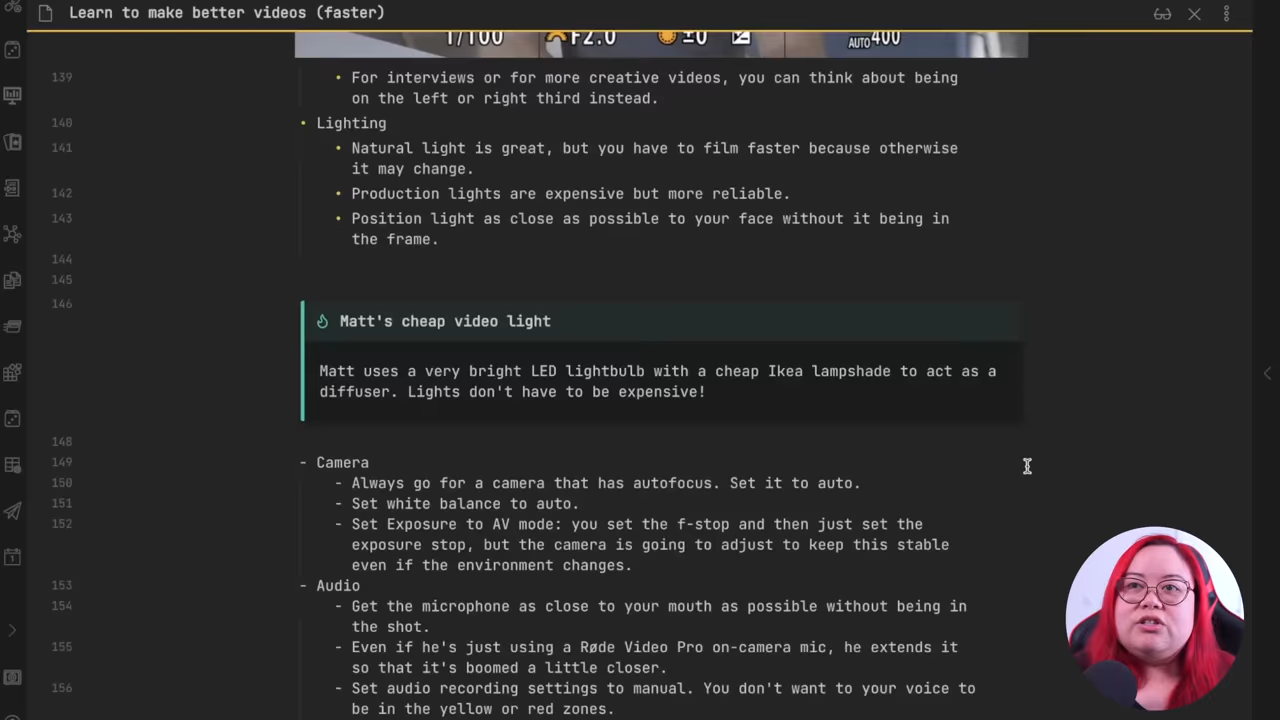 Learn to make better videos (faster)
1/100 F2.0 ±0 AUTO 400
139 • For interviews or for more creative videos, you can think about being
on the left or right third instead.
140 • Lighting
141 • Natural light is great, but you have to film faster because otherwise
it may change.
142 • Production lights are expensive but more reliable.
143 • Position light as close as possible to your face without it being in
the frame.
144
145
146
Matt's cheap video light
Matt uses a very bright LED lightbulb with a cheap Ikea lampshade to act as a
diffuser. Lights don't have to be expensive!
148
149 - Camera
150 - Always go for a camera that has autofocus. Set it to auto.
151 - Set white balance to auto.
152 - Set Exposure to AV mode: you set the f-stop and then just set the
exposure stop, but the camera is going to adjust to keep this stable
even if the environment changes.
153 - Audio
154 - Get the microphone as close to your mouth as possible without being in
the shot.
155 - Even if he's just using a Røde Video Pro on-camera mic, he extends it
so that it's boomed a little closer.
156 - Set audio recording settings to manual. You don't want to your voice to
be in the yellow or red zones.